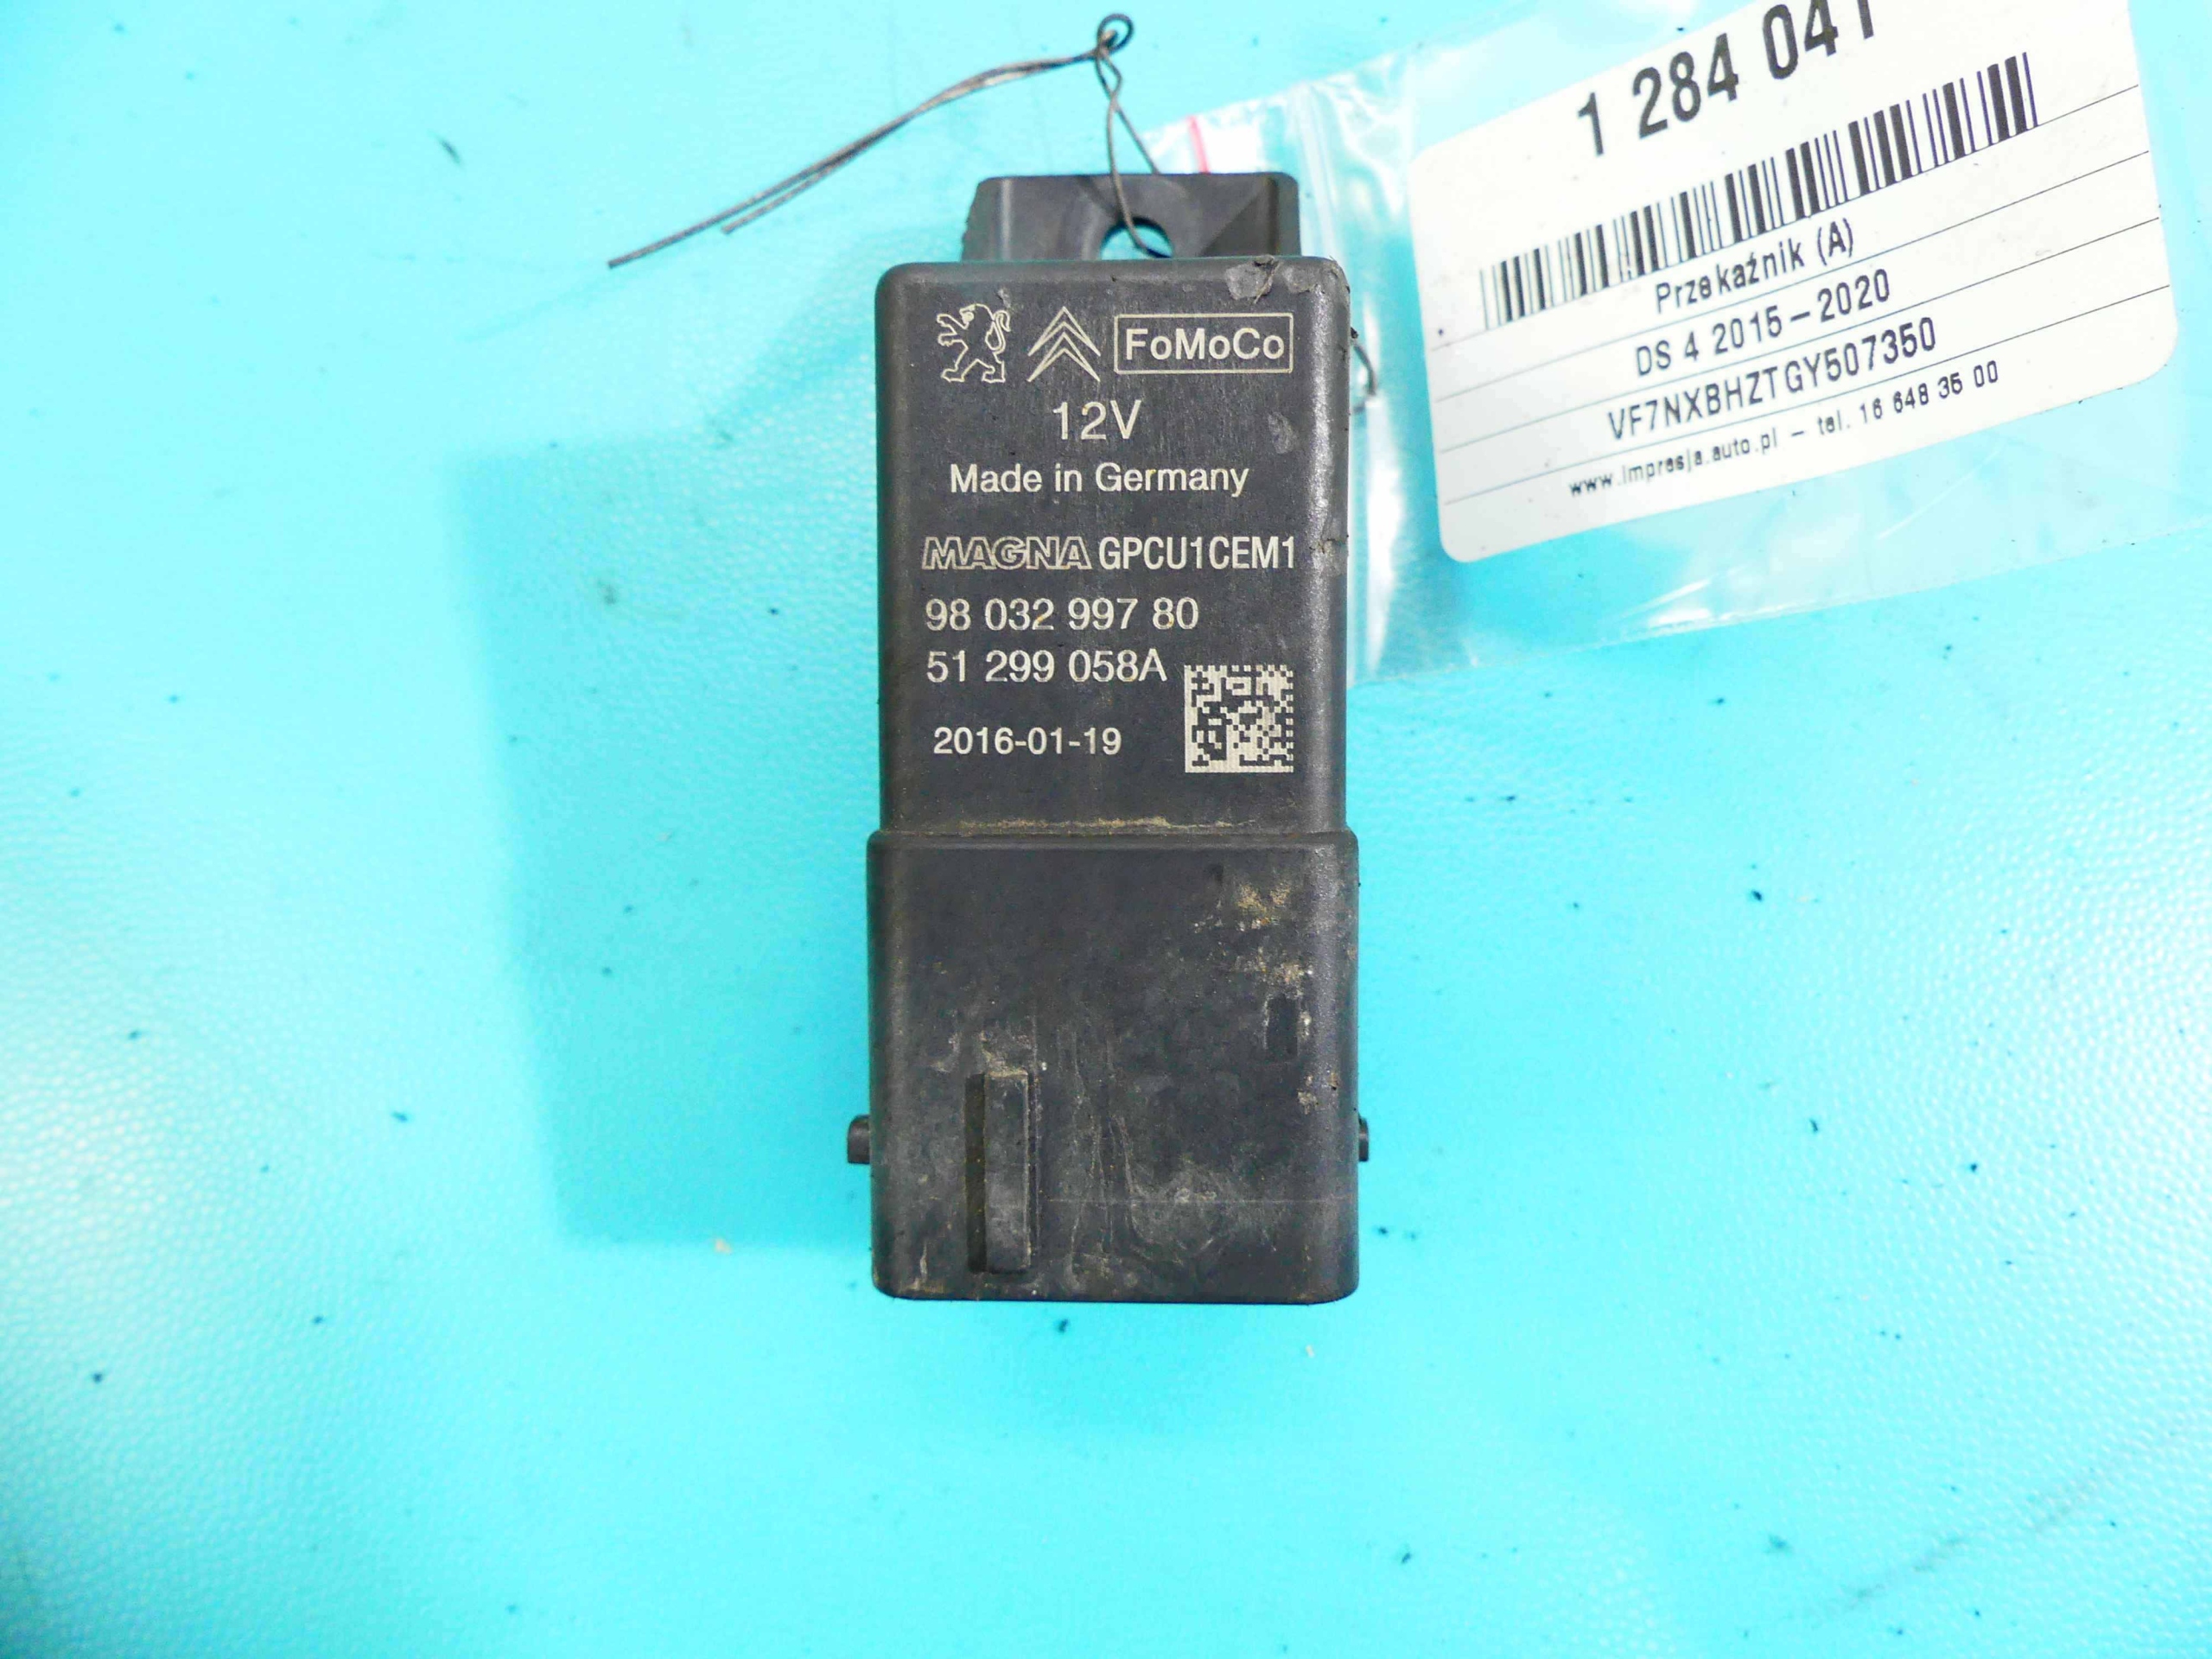 1 284 041
Przekaźnik (A)
DS 4 2015-2020
VF7NXBHZTGY507350
www.impresja.auto.pl - tel. 16 648 35 00
FoMoCo
12V
Made in Germany
MAGNA GPCU1CEM1
98 032 997 80
51 299 058A
2016-01-19